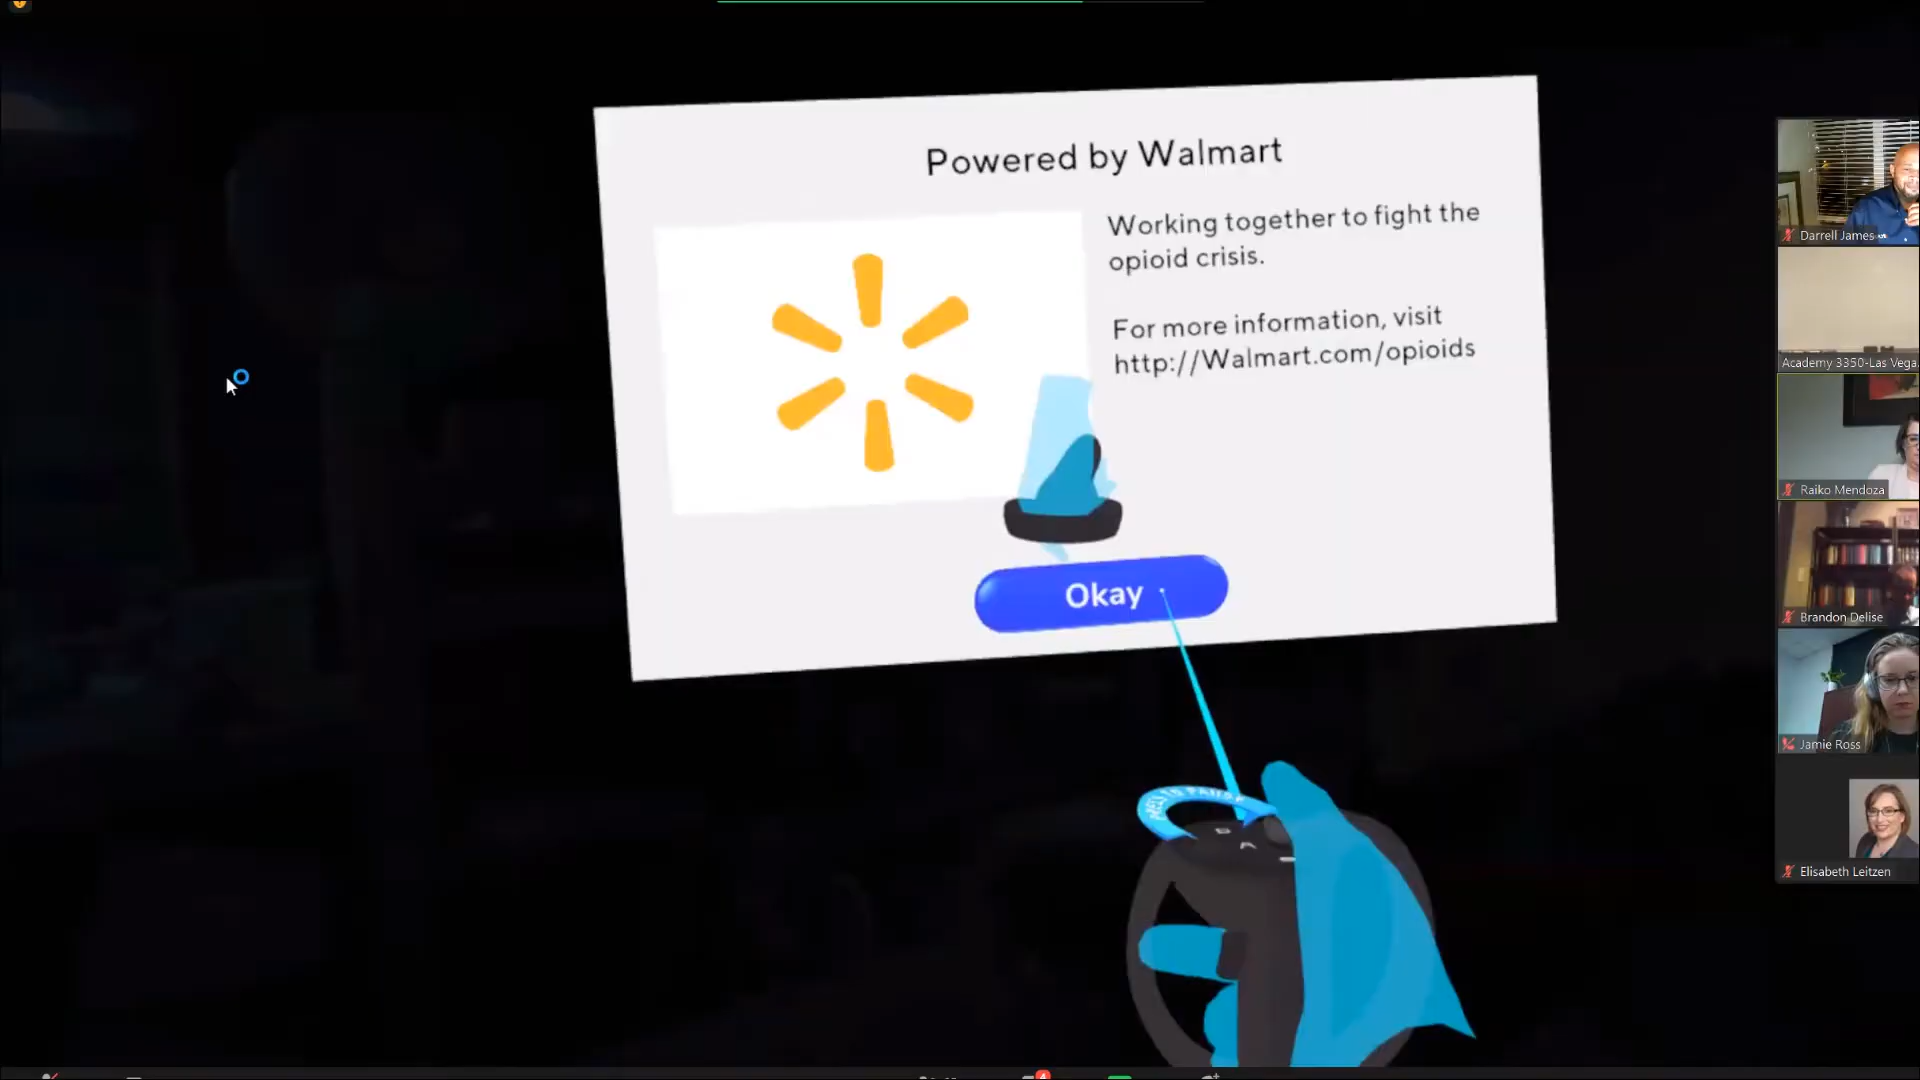 Powered by Walmart
Working together to fight the
opioid crisis.
For more information, visit
http://Walmart.com/opioids
Okay
Darrell James
Academy 3350-Las Vega
Raiko Mendoza
Brandon Delise
Jamie Ross
Elisabeth Leitzen
4